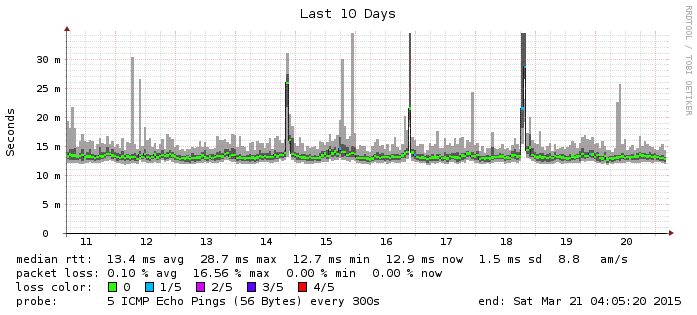 Last 10 Days
RRDTOOL / TOBI OETIKER
Seconds
30 m
25 m
20 m
15 m
10 m
5 m
0
11 12 13 14 15 16 17 18 19 20
median rtt: 13.4 ms avg 28.7 ms max 12.7 ms min 12.9 ms now 1.5 ms sd 8.8 am/s
packet loss: 0.10 % avg 16.56 % max 0.00 % min 0.00 % now
loss color: 0 1/5 2/5 3/5 4/5
probe: 5 ICMP Echo Pings (56 Bytes) every 300s end: Sat Mar 21 04:05:20 2015